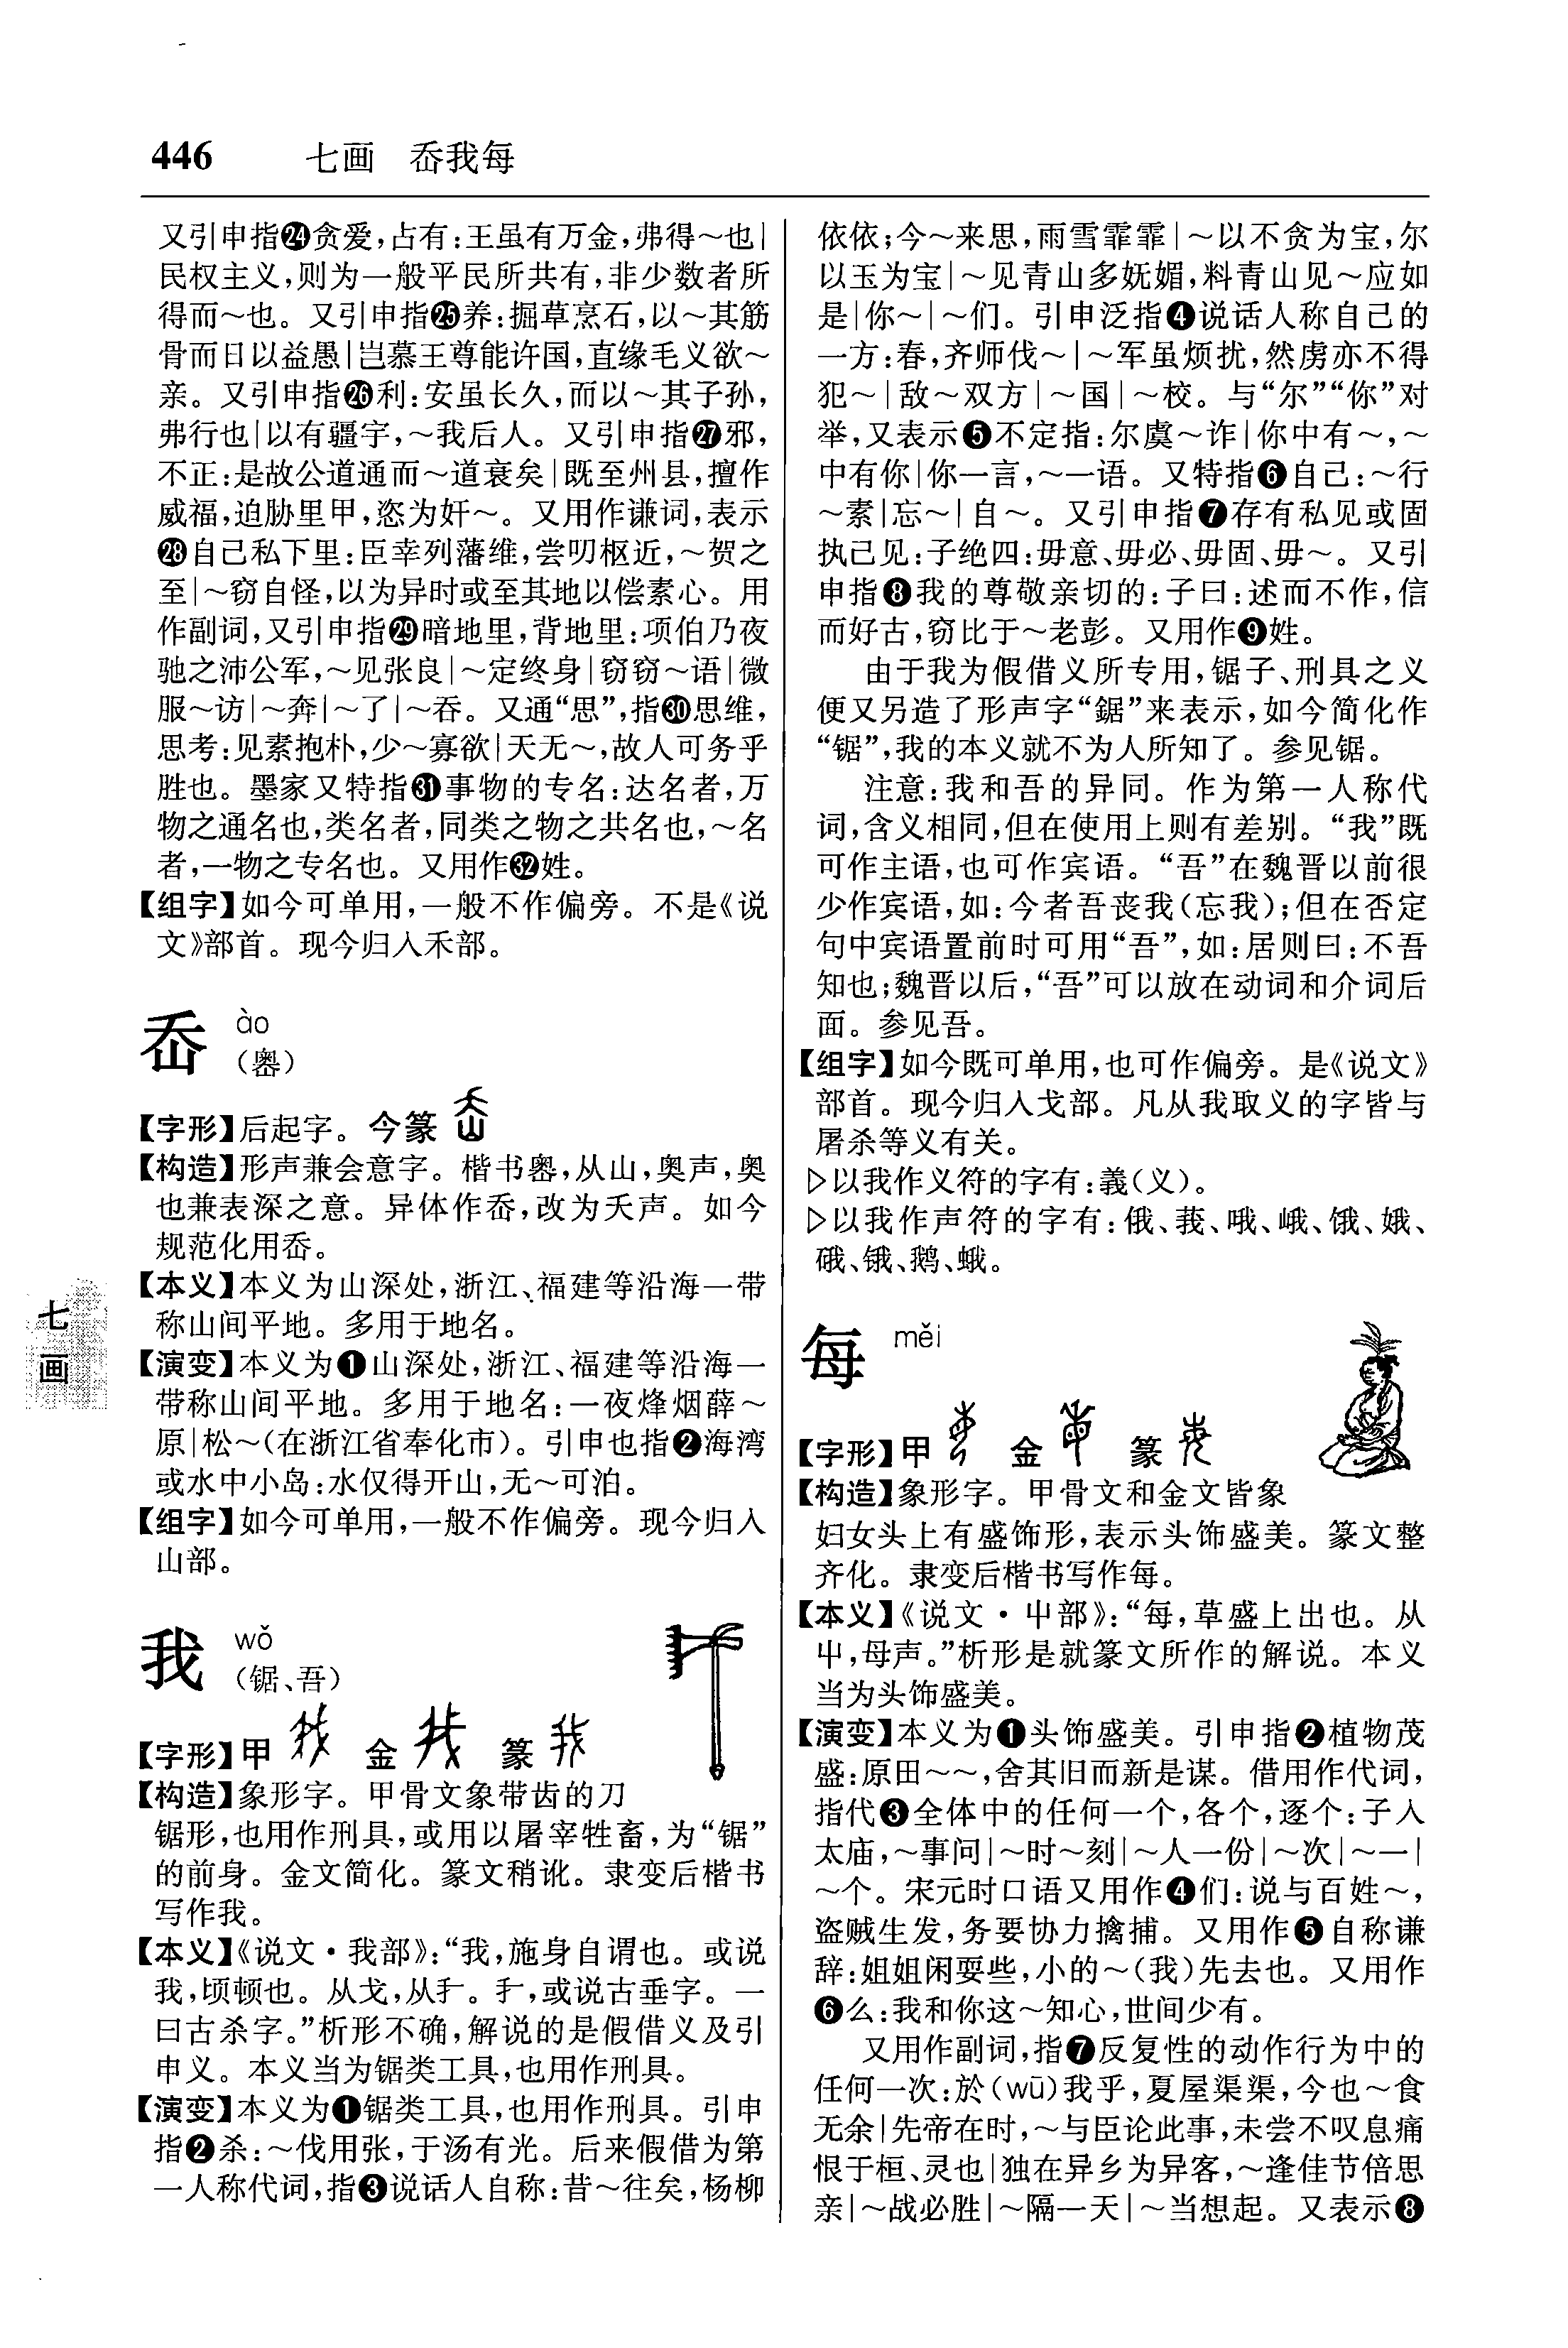 446 七画 岙我每
又引申指㉔贪爱,占有:王虽有万金,弗得～也|
民权主义,则为一般平民所共有,非少数者所
得而～也。又引申指㉕养:掘草烹石,以～其筋
骨而日以益愚|岂慕王尊能许国,直缘毛义欲～
亲。又引申指㉖利:安虽长久,而以～其子孙,
弗行也|以有疆宇,～我后人。又引申指㉗邪,
不正:是故公道通而～道衰矣|既至州县,擅作
威福,迫胁里甲,恣为奸～。又用作谦词,表示
㉘自己私下里:臣幸列藩维,尝叨枢近,～贺之
至|～窃自怪,以为异时或至其地以偿素心。用
作副词,又引申指㉙暗地里,背地里:项伯乃夜
驰之沛公军,～见张良|～定终身|窃窃～语|微
服～访|～奔|～了|～吞。又通“思”,指㉚思维,
思考:见素抱朴,少～寡欲|天无～,故人可务乎
胜也。墨家又特指㉛事物的专名:达名者,万
物之通名也,类名者,同类之物之共名也,～名
者,一物之专名也。又用作㉜姓。
【组字】如今可单用,一般不作偏旁。不是《说
文》部首。现今归入禾部。
岙 ào
(嶴)
【字形】后起字。今篆
【构造】形声兼会意字。楷书嶴,从山,奥声,奥
也兼表深之意。异体作岙,改为夭声。如今
规范化用岙。
【本义】本义为山深处,浙江、福建等沿海一带
称山间平地。多用于地名。
【演变】本义为❶山深处,浙江、福建等沿海一
带称山间平地。多用于地名:一夜烽烟薛～
原|松～(在浙江省奉化市)。引申也指❷海湾
或水中小岛:水仅得开山,无～可泊。
【组字】如今可单用,一般不作偏旁。现今归入
山部。
我 wǒ
(锯、吾)
【字形】甲 金 篆
【构造】象形字。甲骨文象带齿的刀
锯形,也用作刑具,或用以屠宰牲畜,为“锯”
的前身。金文简化。篆文稍讹。隶变后楷书
写作我。
【本义】《说文·我部》:“我,施身自谓也。或说
我,顷顿也。从戈,从𠄒。𠄒,或说古垂字。一
曰古杀字。”析形不确,解说的是假借义及引
申义。本义当为锯类工具,也用作刑具。
【演变】本义为❶锯类工具,也用作刑具。引申
指❷杀:～伐用张,于汤有光。后来假借为第
一人称代词,指❸说话人自称:昔～往矣,杨柳
依依;今～来思,雨雪霏霏|～以不贪为宝,尔
以玉为宝|～见青山多妩媚,料青山见～应如
是|你～|～们。引申泛指❹说话人称自己的
一方:春,齐师伐～|～军虽烦扰,然虏亦不得
犯～|敌～双方|～国|～校。与“尔”“你”对
举,又表示❺不定指:尔虞～诈|你中有～,～
中有你|你一言,～一语。又特指❻自己:～行
～素|忘～|自～。又引申指❼存有私见或固
执己见:子绝四:毋意、毋必、毋固、毋～。又引
申指❽我的尊敬亲切的:子曰:述而不作,信
而好古,窃比于～老彭。又用作❾姓。
由于我为假借义所专用,锯子、刑具之义
便又另造了形声字“鋸”来表示,如今简化作
“锯”,我的本义就不为人所知了。参见锯。
注意:我和吾的异同。作为第一人称代
词,含义相同,但在使用上则有差别。“我”既
可作主语,也可作宾语。“吾”在魏晋以前很
少作宾语,如:今者吾丧我(忘我);但在否定
句中宾语置前时可用“吾”,如:居则曰:不吾
知也;魏晋以后,“吾”可以放在动词和介词后
面。参见吾。
【组字】如今既可单用,也可作偏旁。是《说文》
部首。现今归入戈部。凡从我取义的字皆与
屠杀等义有关。
▷以我作义符的字有:義(义)。
▷以我作声符的字有:俄、莪、哦、峨、饿、娥、
硪、锇、鹅、蛾。
每 měi
【字形】甲 金 篆
【构造】象形字。甲骨文和金文皆象
妇女头上有盛饰形,表示头饰盛美。篆文整
齐化。隶变后楷书写作每。
【本义】《说文·屮部》:“每,草盛上出也。从
屮,母声。”析形是就篆文所作的解说。本义
当为头饰盛美。
【演变】本义为❶头饰盛美。引申指❷植物茂
盛:原田～～,舍其旧而新是谋。借用作代词,
指代❸全体中的任何一个,各个,逐个:子入
太庙,～事问|～时～刻|～人一份|～次|～一|
～个。宋元时口语又用作❹们:说与百姓～,
盗贼生发,务要协力擒捕。又用作❺自称谦
辞:姐姐闲耍些,小的～(我)先去也。又用作
❻么:我和你这～知心,世间少有。
又用作副词,指❼反复性的动作行为中的
任何一次:於(wū)我乎,夏屋渠渠,今也～食
无余|先帝在时,～与臣论此事,未尝不叹息痛
恨于桓、灵也|独在异乡为异客,～逢佳节倍思
亲|～战必胜|～隔一天|～当想起。又表示❽
七
画